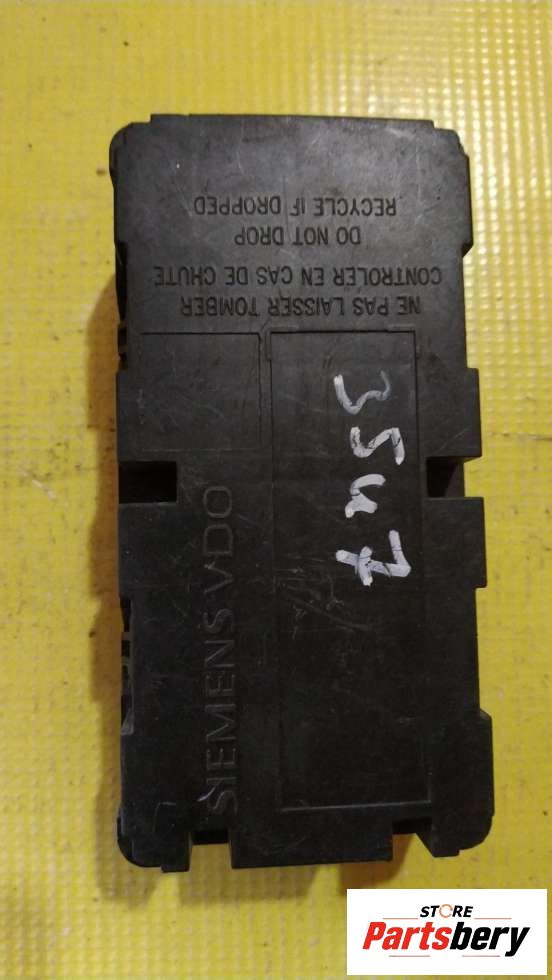 NE PAS LAISSER TOMBER
CONTROLER EN CAS DE CHUTE
DO NOT DROP
RECYCLE IF DROPPED
SIEMENS VDO
3547
STORE
Partsbery